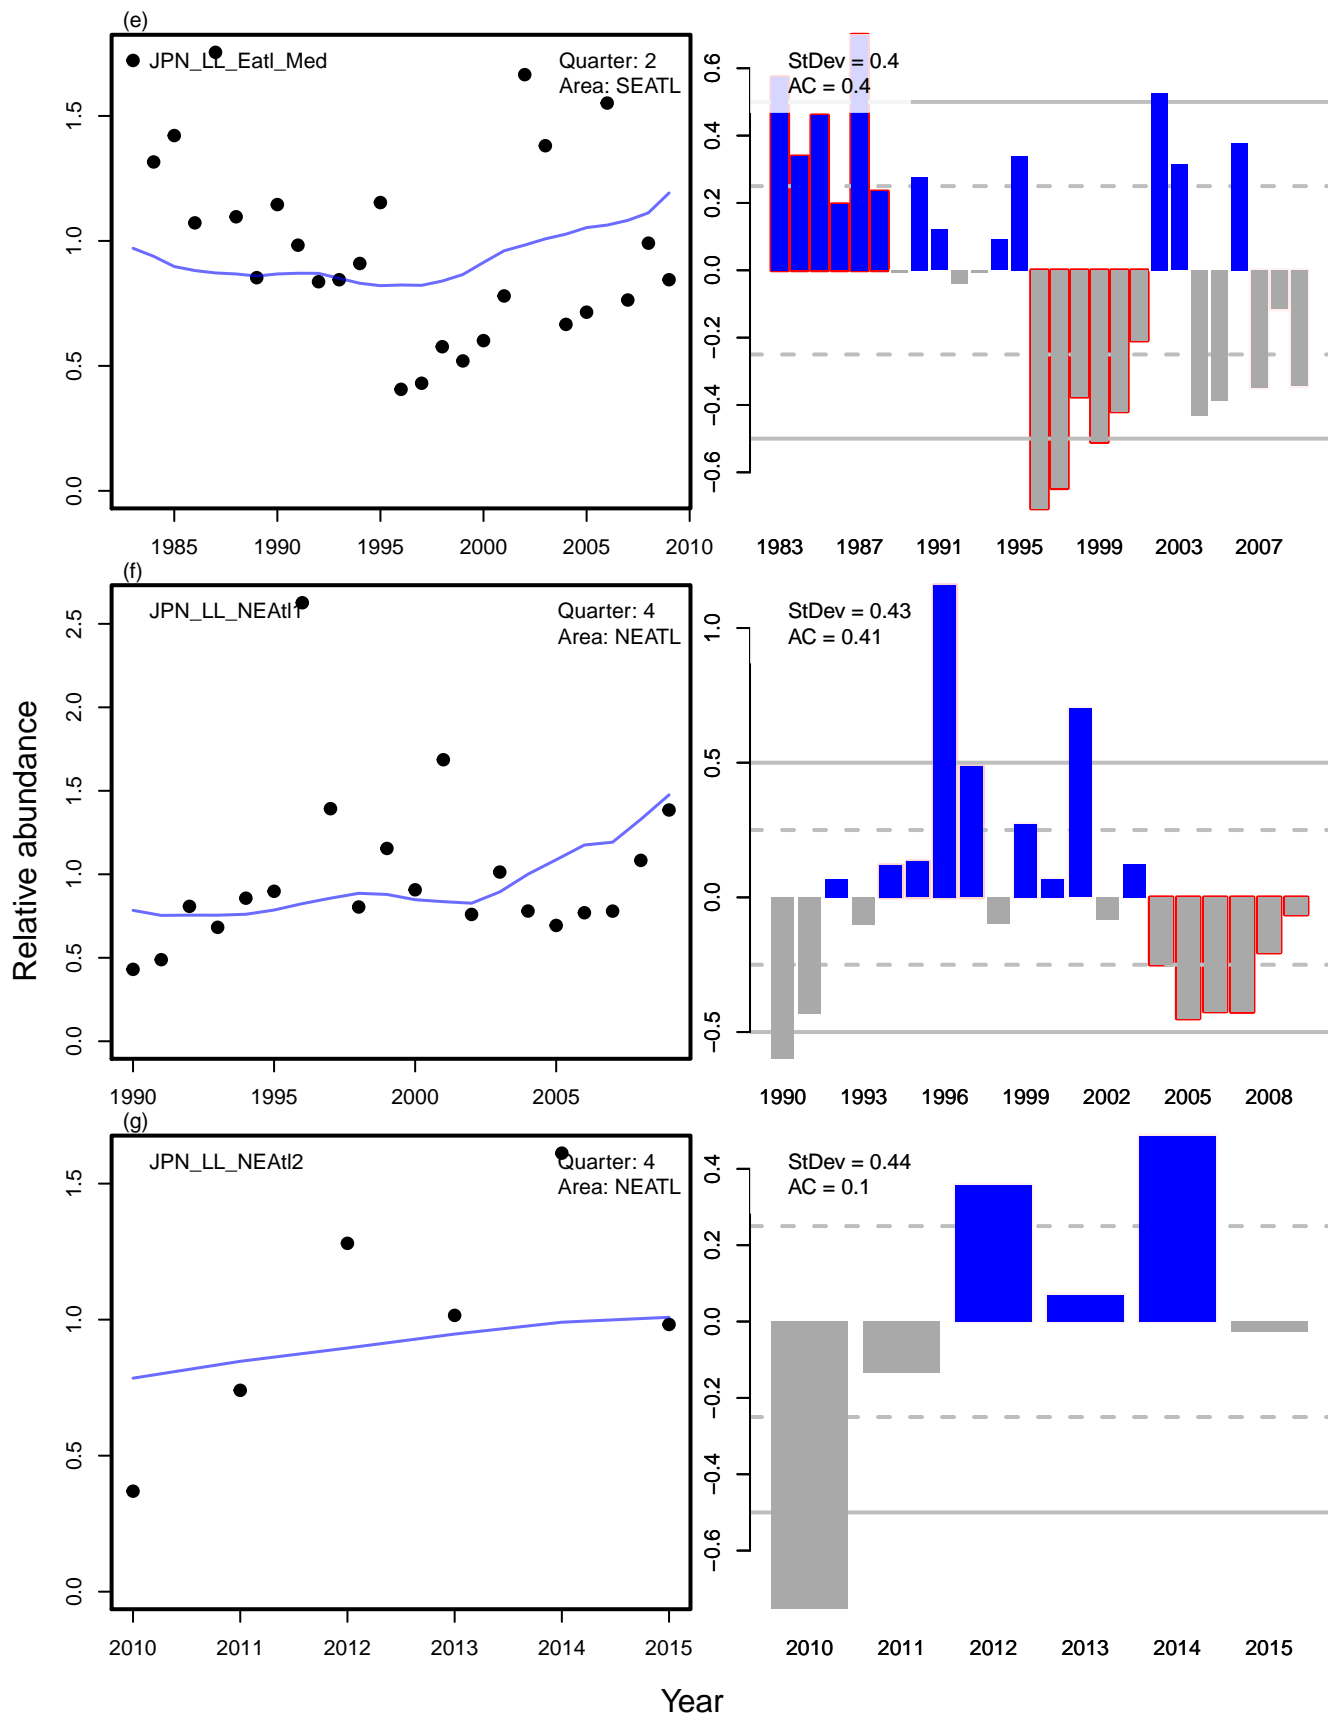 (e)
JPN_LL_Eatl_Med
Quarter: 2
Area: SEATL
0.0 0.5 1.0 1.5
1985 1990 1995 2000 2005 2010
StDev = 0.4
AC = 0.4
−0.6 −0.4 −0.2 0.0 0.2 0.4 0.6
1983 1987 1991 1995 1999 2003 2007
(f)
JPN_LL_NEAtl1
Quarter: 4
Area: NEATL
0.0 0.5 1.0 1.5 2.0 2.5
1990 1995 2000 2005
StDev = 0.43
AC = 0.41
−0.5 0.0 0.5 1.0
1990 1993 1996 1999 2002 2005 2008
(g)
JPN_LL_NEAtl2
Quarter: 4
Area: NEATL
0.0 0.5 1.0 1.5
2010 2011 2012 2013 2014 2015
StDev = 0.44
AC = 0.1
−0.6 −0.4 −0.2 0.0 0.2 0.4
2010 2011 2012 2013 2014 2015
Relative abundance
Year